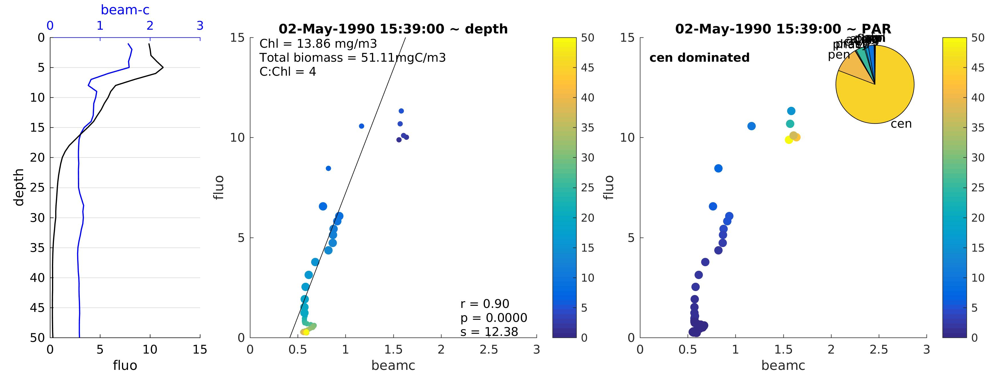 beam-c
0 1 2 3
0
5
10
15
20
25
30
35
40
45
50
depth
0 5 10 15
fluo
02-May-1990 15:39:00 ~ depth
Chl = 13.86 mg/m3
Total biomass = 51.11mgC/m3
C:Chl = 4
15
10
5
0
fluo
r = 0.90
p = 0.0000
s = 12.38
0 0.5 1 1.5 2 2.5 3
beamc
50
45
40
35
30
25
20
15
10
5
0
02-May-1990 15:39:00 ~ PAR
cen dominated
pen
cen
15
10
5
0
fluo
0 0.5 1 1.5 2 2.5 3
beamc
50
45
40
35
30
25
20
15
10
5
0